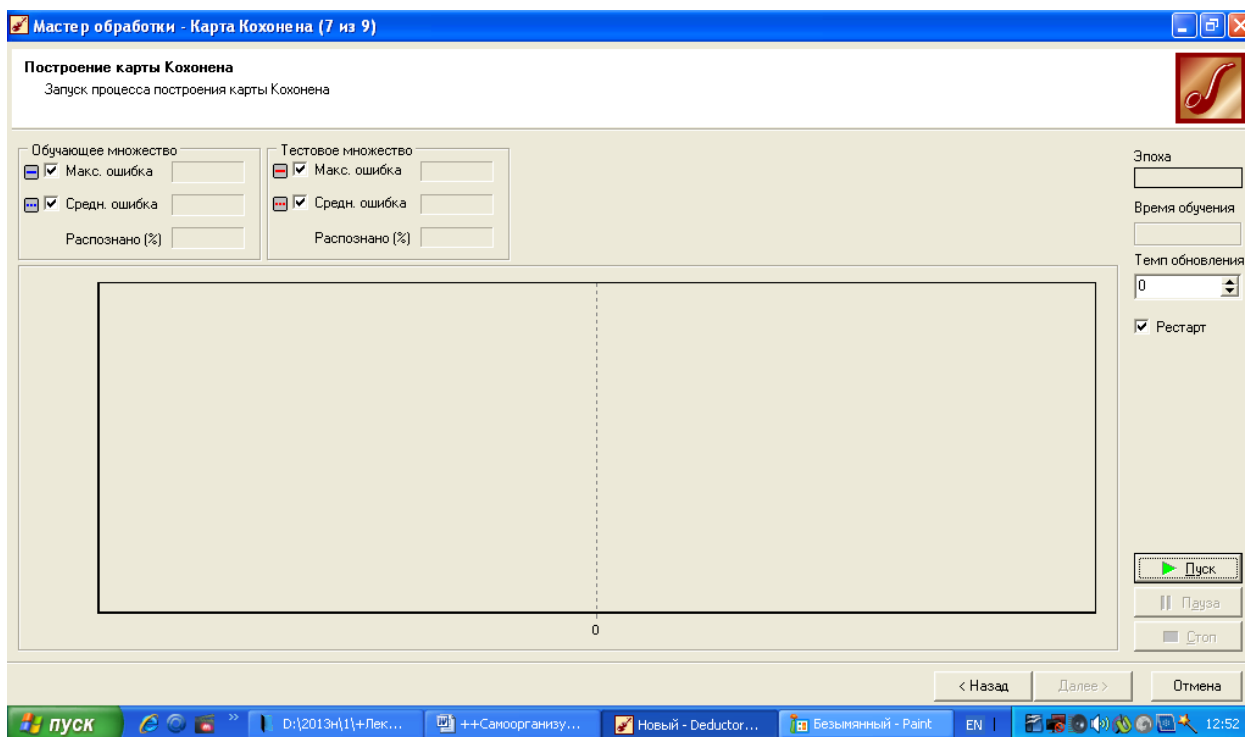 Мастер обработки - Карта Кохонена (7 из 9)
Построение карты Кохонена
Запуск процесса построения карты Кохонена
Обучающее множество
Макс. ошибка
Средн. ошибка
Распознано (%)
Тестовое множество
Макс. ошибка
Средн. ошибка
Распознано (%)
Эпоха
Время обучения
Темп обновления
0
Рестарт
0
Пуск
Пауза
Стоп
< Назад
Далее >
Отмена
пуск
»
D:\2013н\1\+Лек...
++Самоорганизу...
Новый - Deductor...
Безымянный - Paint
EN
12:52